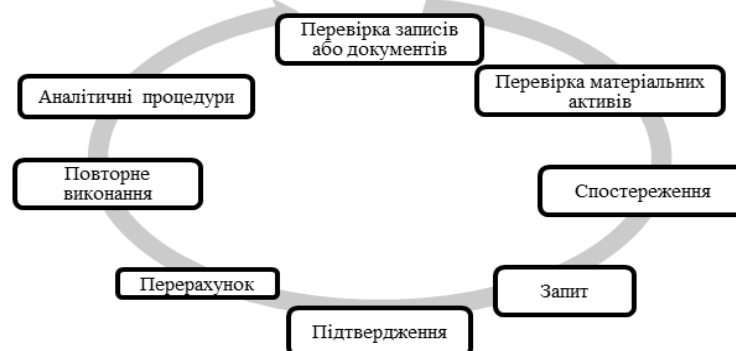 Перевірка записів
або документів
Перевірка матеріальних
активів
Спостереження
Запит
Підтвердження
Перерахунок
Повторне
виконання
Аналітичні процедури